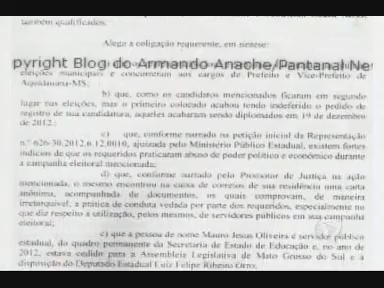 também qualificados.
Alega a coligação requerente, em síntese:
pyright Blog do Armando Anache/Pantanal Ne
eleições municipais e concorreram aos cargos de Prefeito e Vice-Prefeito de
Aquidauana-MS;
b) que, como os candidatos mencionados ficaram em segundo
lugar nas eleições, mas o primeiro colocado acabou tendo indeferido o pedido de
registro de sua candidatura, aqueles acabaram sendo diplomados em 19 de dezembro
de 2012;
c) que, conforme narrado na petição inicial da Representação
n.º 626-30.2012.6.12.0010, ajuizada pelo Ministério Público Estadual, existem fortes
indícios de que os requeridos praticaram abuso de poder político e econômico durante
a campanha eleitoral mencionada;
d) que, conforme narrado pelo Promotor de Justiça na ação
mencionada, o mesmo encontrou na caixa de correios de sua residência uma carta
anônima, acompanhada de documentos, os quais comprovam, de maneira
irretorquível, a prática de conduta vedada por parte dos requeridos, especialmente no
que diz respeito a utilização, pelos mesmos, de servidores públicos em sua campanha
eleitoral;
e) que a pessoa de nome Mauro Jesus Oliveira é servidor público
estadual, do quadro permanente da Secretaria de Estado de Educação e, no ano de
2012, estava cedido para a Assembleia Legislativa de Mato Grosso do Sul e à
disposição do Deputado Estadual Luiz Felipe Ribeiro Orro,